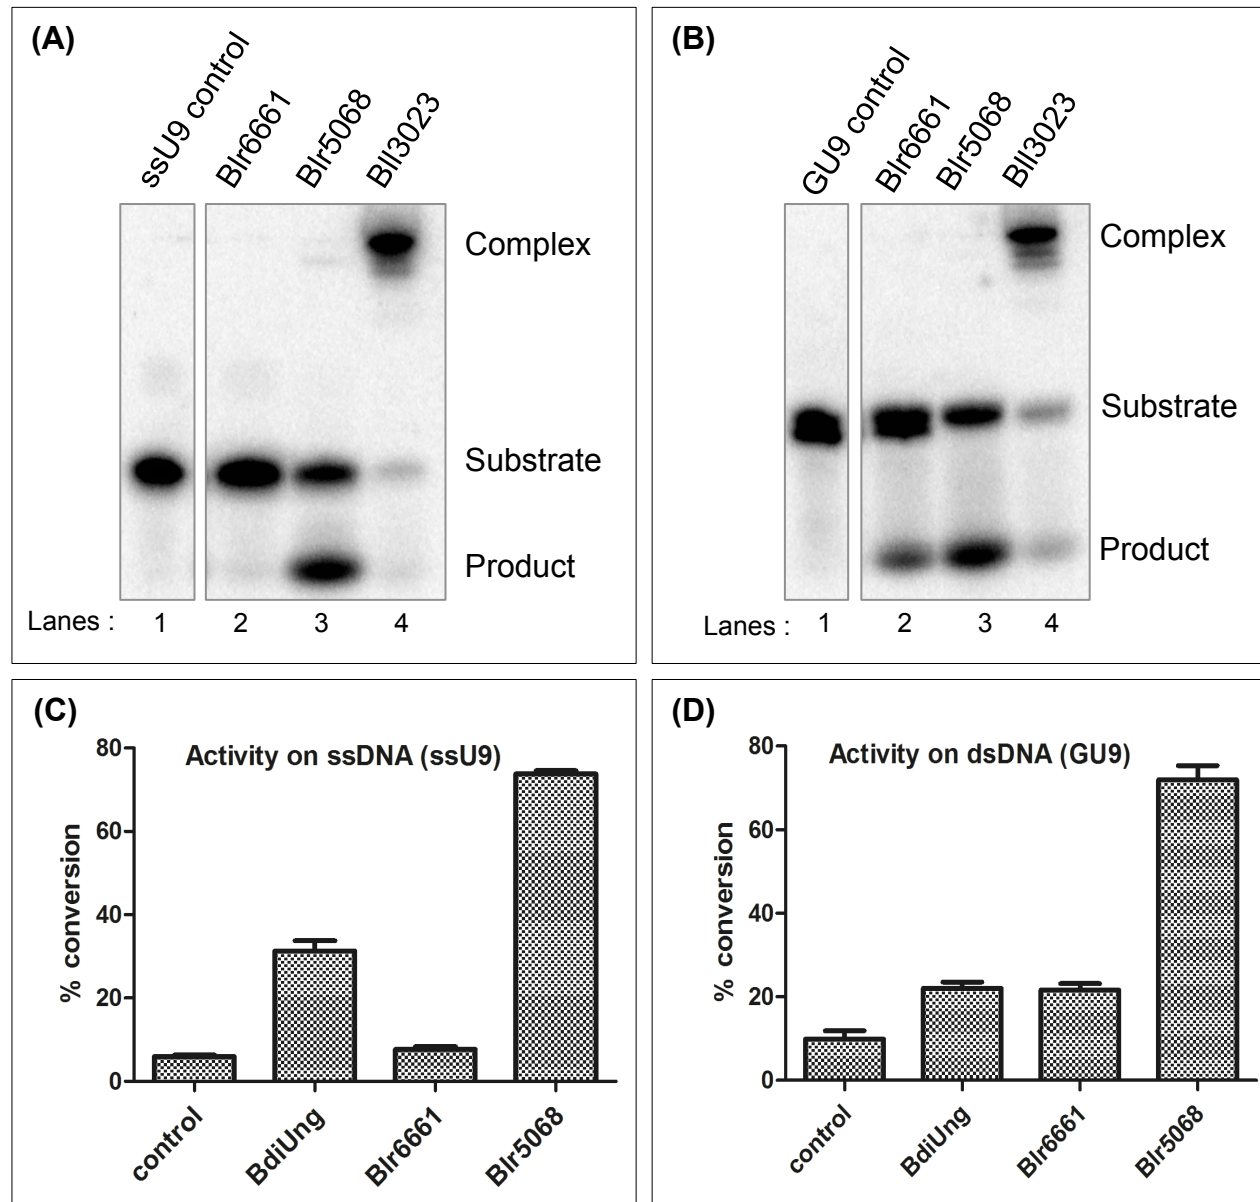 (A)
ssU9 control
Blr6661
Blr5068
Bll3023
Complex
Substrate
Product
Lanes : 1 2 3 4
(B)
GU9 control
Blr6661
Blr5068
Bll3023
Complex
Substrate
Product
Lanes : 1 2 3 4
(C)
Activity on ssDNA (ssU9)
% conversion
80
60
40
20
0
control
BdiUng
Blr6661
Blr5068
(D)
Activity on dsDNA (GU9)
% conversion
80
60
40
20
0
control
BdiUng
Blr6661
Blr5068